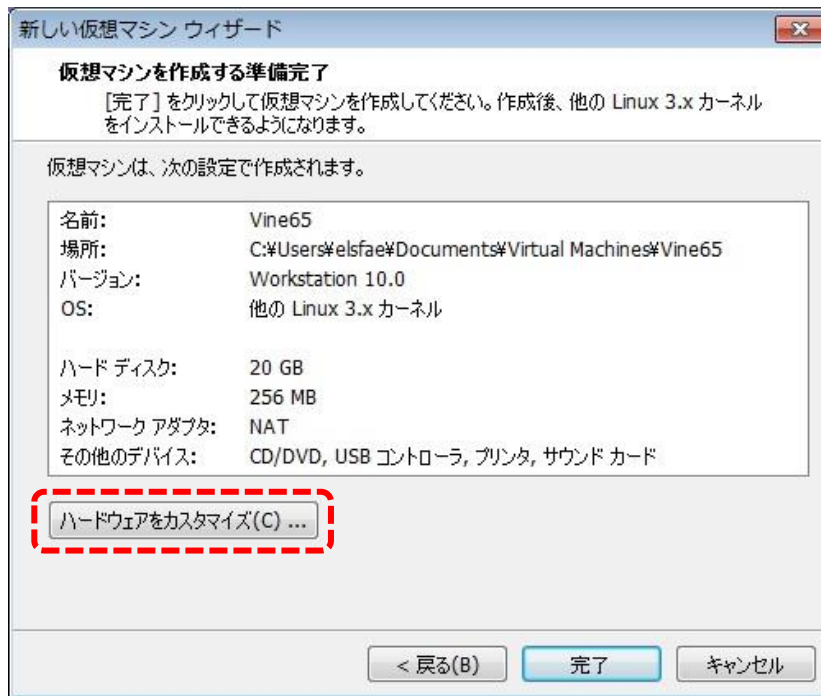 新しい仮想マシン ウィザード
仮想マシンを作成する準備完了
[完了] をクリックして仮想マシンを作成してください。作成後、他の Linux 3.x カーネル
をインストールできるようになります。
仮想マシンは、次の設定で作成されます。
名前: Vine65
場所: C:¥Users¥elsfae¥Documents¥Virtual Machines¥Vine65
バージョン: Workstation 10.0
OS: 他の Linux 3.x カーネル
ハード ディスク: 20 GB
メモリ: 256 MB
ネットワーク アダプタ: NAT
その他のデバイス: CD/DVD, USB コントローラ, プリンタ, サウンド カード
ハードウェアをカスタマイズ(C) ...
< 戻る(B) 完了 キャンセル